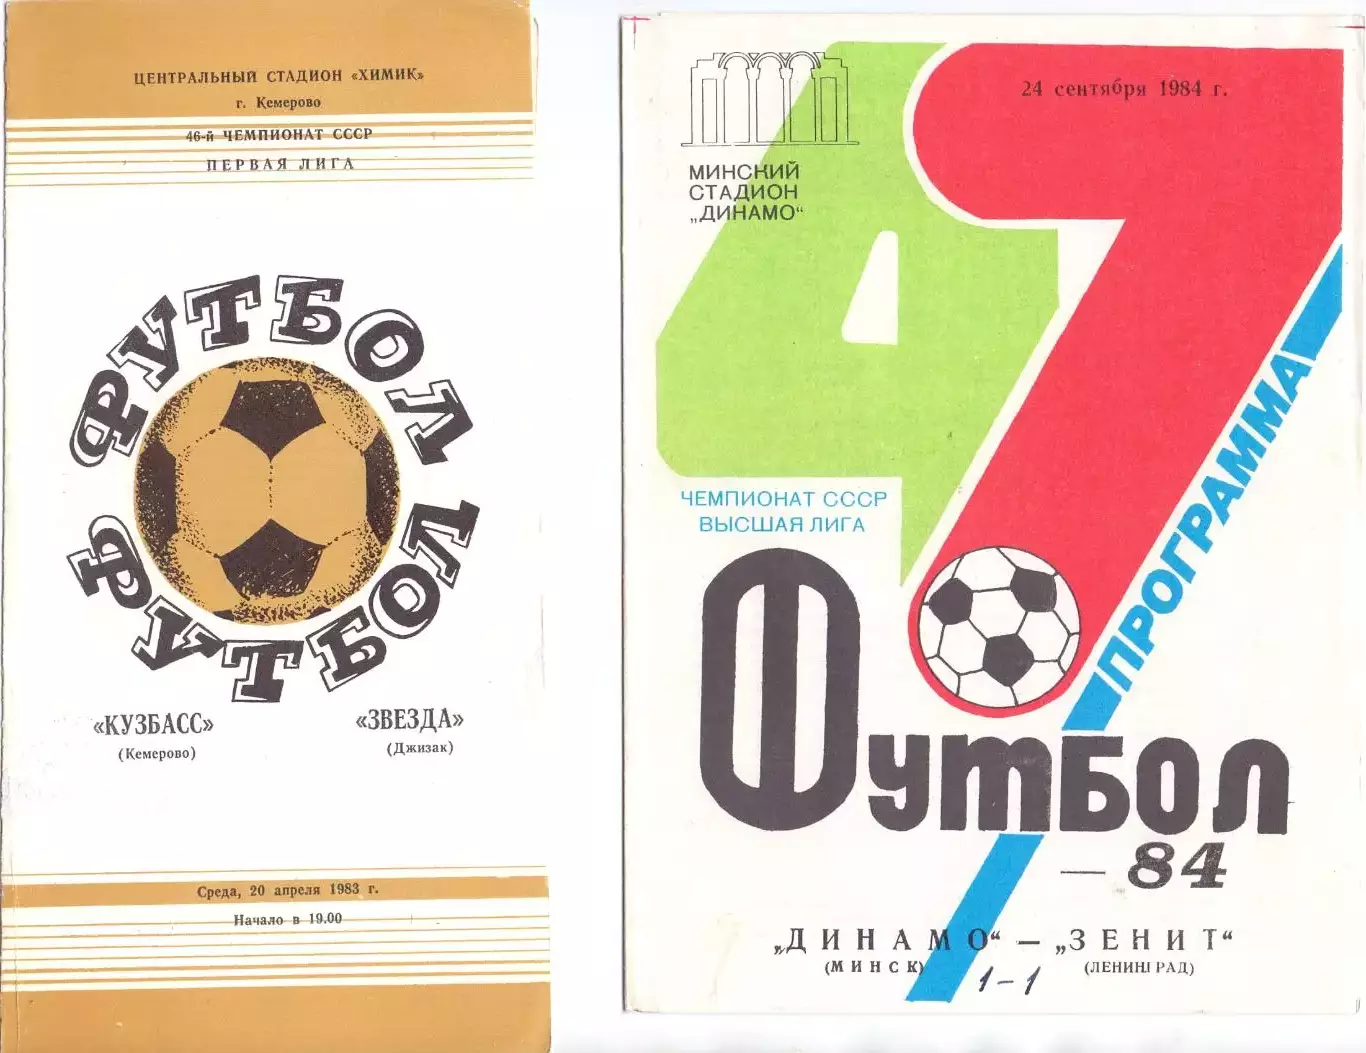 ЦЕНТРАЛЬНЫЙ СТАДИОН «ХИМИК»
г. Кемерово
46-й ЧЕМПИОНАТ СССР
ПЕРВАЯ ЛИГА
ФУТБОЛ
ФУТБОЛ
«КУЗБАСС»
(Кемерово)
«ЗВЕЗДА»
(Джизак)
Среда, 20 апреля 1983 г.
Начало в 19.00
24 сентября 1984 г.
МИНСКИЙ
СТАДИОН
„ДИНАМО“
47
ЧЕМПИОНАТ СССР
ВЫСШАЯ ЛИГА
ПРОГРАММА
ФУТБОЛ
— 84
„ДИНАМО“ — „ЗЕНИТ“
(МИНСК) (ЛЕНИНГРАД)
1-1